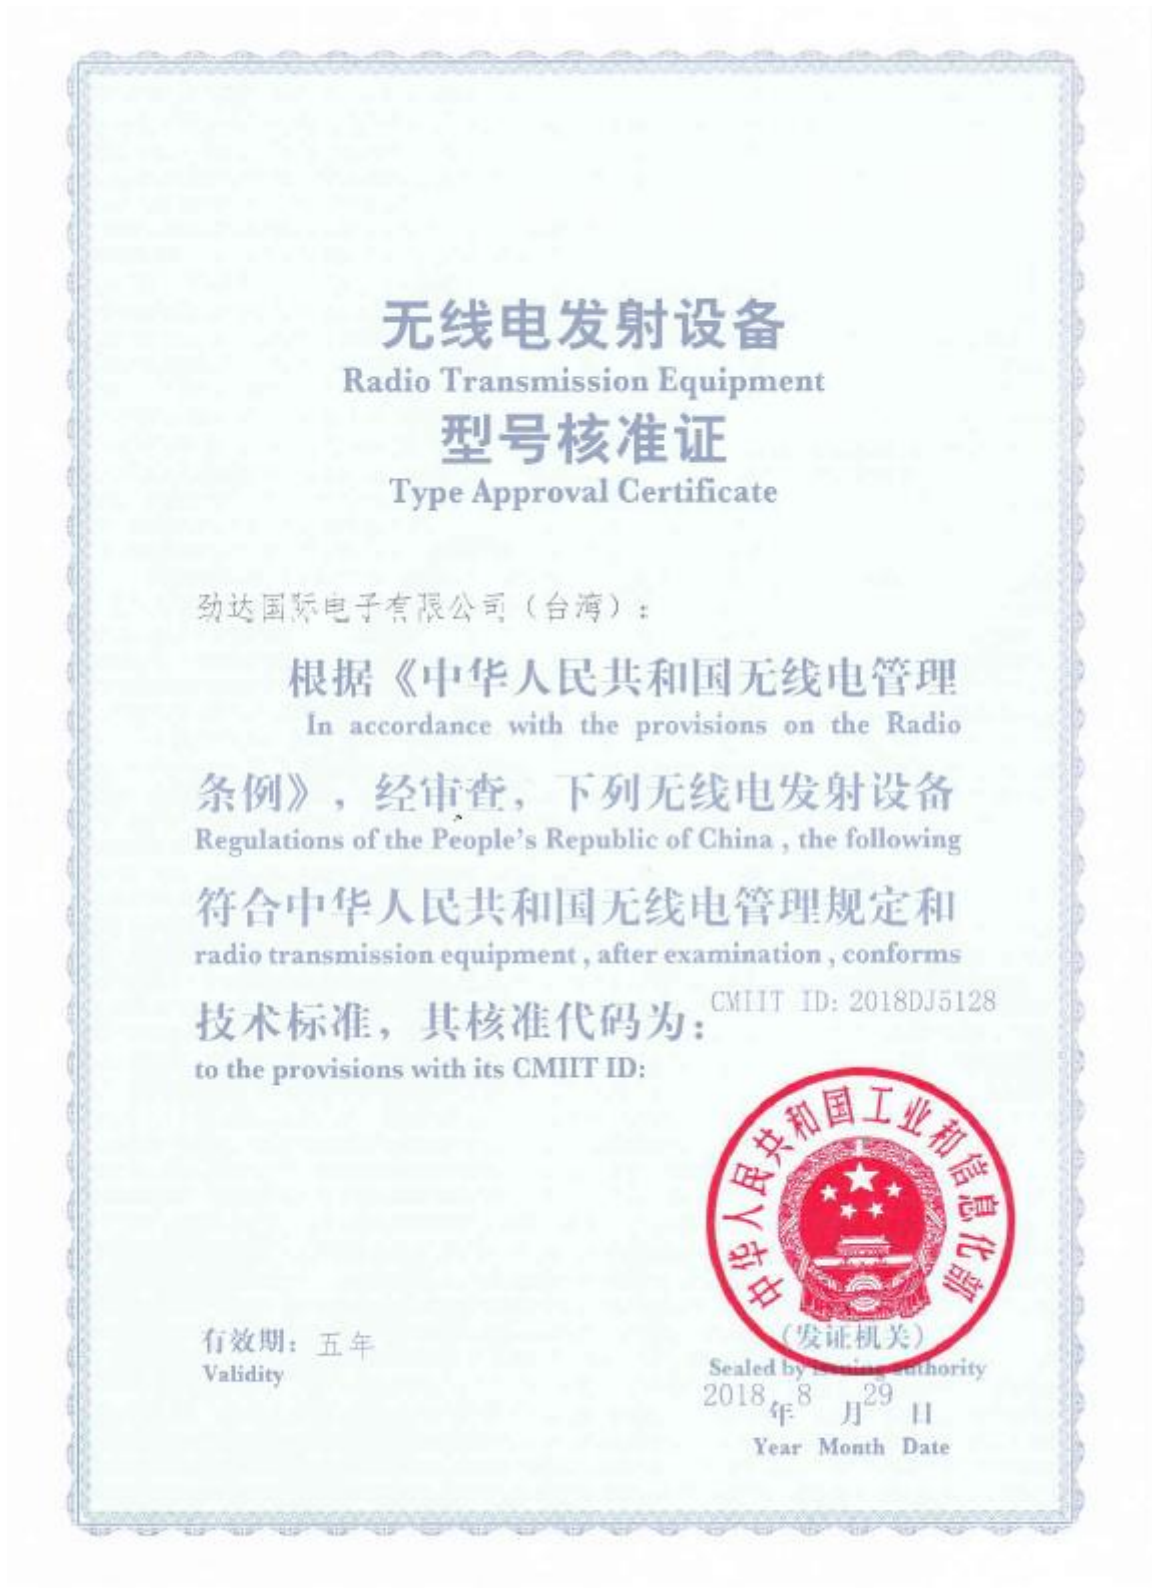 无线电发射设备
Radio Transmission Equipment
型号核准证
Type Approval Certificate
劲达国际电子有限公司（台湾）：
根据《中华人民共和国无线电管理
In accordance with the provisions on the Radio
条例》，经审查，下列无线电发射设备
Regulations of the People's Republic of China , the following
符合中华人民共和国无线电管理规定和
radio transmission equipment , after examination , conforms
技术标准，其核准代码为：CMIIT ID: 2018DJ5128
to the provisions with its CMIIT ID:
中华人民共和国工业和信息化部
有效期：五年
Validity
（发证机关）
Sealed by issuing authority
2018年8月29日
Year Month Date